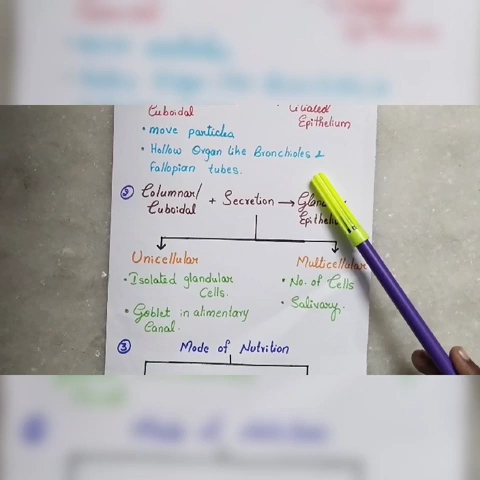 Cuboidal
Ciliated
Epithelium
• move particles
• Hollow Organ like Bronchioles &
fallopian tubes.
② Columnar/
Cuboidal
+ Secretion →
Unicellular
Multicellular
• Isolated glandular
Cells.
• Goblet in alimentary
Canal.
• No. of Cells
• Salivary.
③ Mode of Nutrition